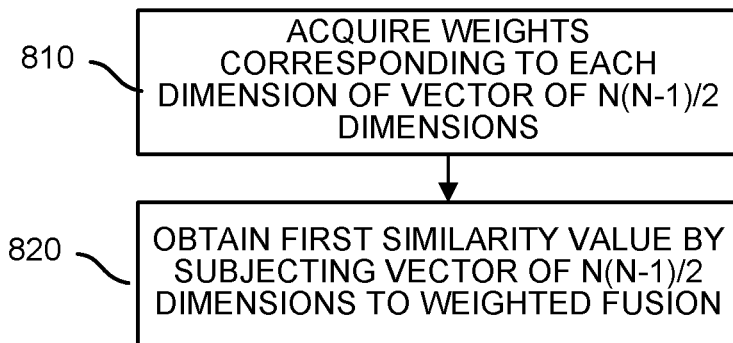 810
ACQUIRE WEIGHTS
CORRESPONDING TO EACH
DIMENSION OF VECTOR OF N(N-1)/2
DIMENSIONS
820
OBTAIN FIRST SIMILARITY VALUE BY
SUBJECTING VECTOR OF N(N-1)/2
DIMENSIONS TO WEIGHTED FUSION